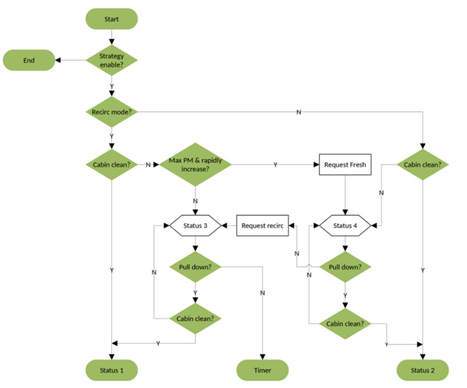 Start
End
Strategy
enable?
Y
Recirc mode?
N
Y
Cabin clean?
N
Max PM & rapidly
increase?
Y
Request Fresh
Cabin clean?
N
N
Status 3
Request recirc
Status 4
N
Pull down?
N
Pull down?
Y
N
Y
N
Y
Y
Cabin clean?
Cabin clean?
Y
Y
Status 1
Timer
Status 2